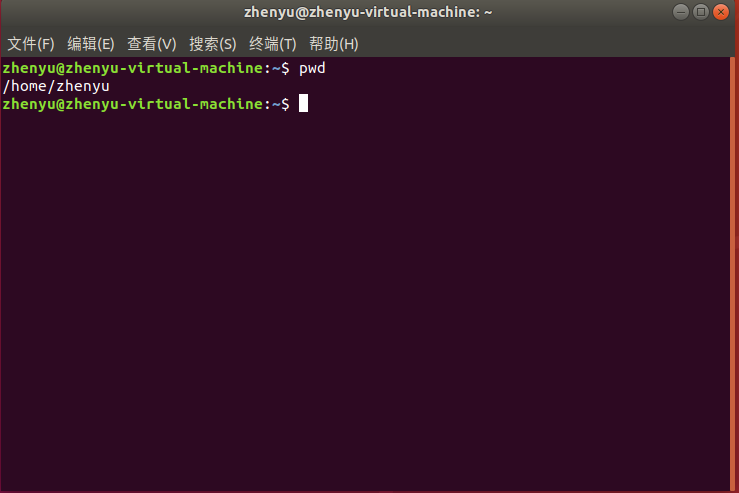 zhenyu@zhenyu-virtual-machine: ~
文件(F) 编辑(E) 查看(V) 搜索(S) 终端(T) 帮助(H)
zhenyu@zhenyu-virtual-machine:~$ pwd
/home/zhenyu
zhenyu@zhenyu-virtual-machine:~$